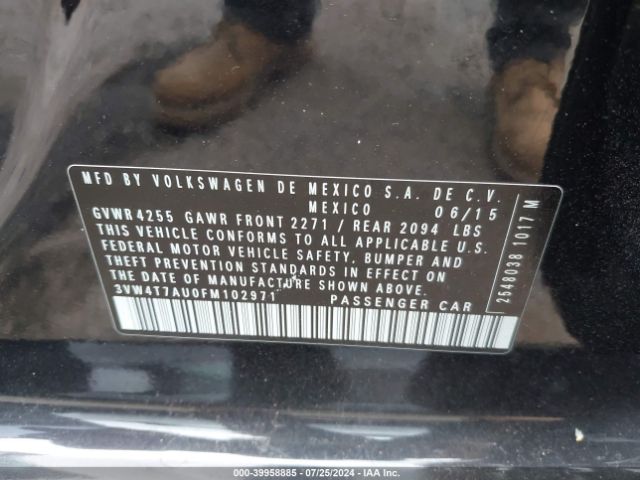 MFD BY VOLKSWAGEN DE MEXICO S.A. DE C.V.
MEXICO 06/15
GVWR 4255 GAWR FRONT 2271 / REAR 2094 LBS
THIS VEHICLE CONFORMS TO ALL APPLICABLE U.S.
FEDERAL MOTOR VEHICLE SAFETY, BUMPER AND
THEFT PREVENTION STANDARDS IN EFFECT ON
THE DATE OF MANUFACTURE SHOWN ABOVE.
3VW4T7AU0FM102971 PASSENGER CAR
2548038 1017 M
000-39958885 / 07/25/2024 / IAA Inc.